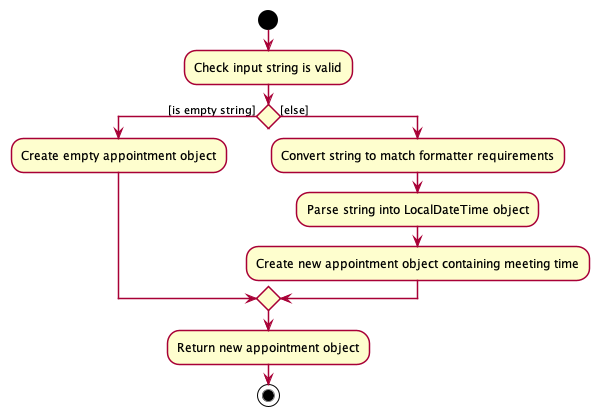 Check input string is valid
[is empty string]
[else]
Create empty appointment object
Convert string to match formatter requirements
Parse string into LocalDateTime object
Create new appointment object containing meeting time
Return new appointment object